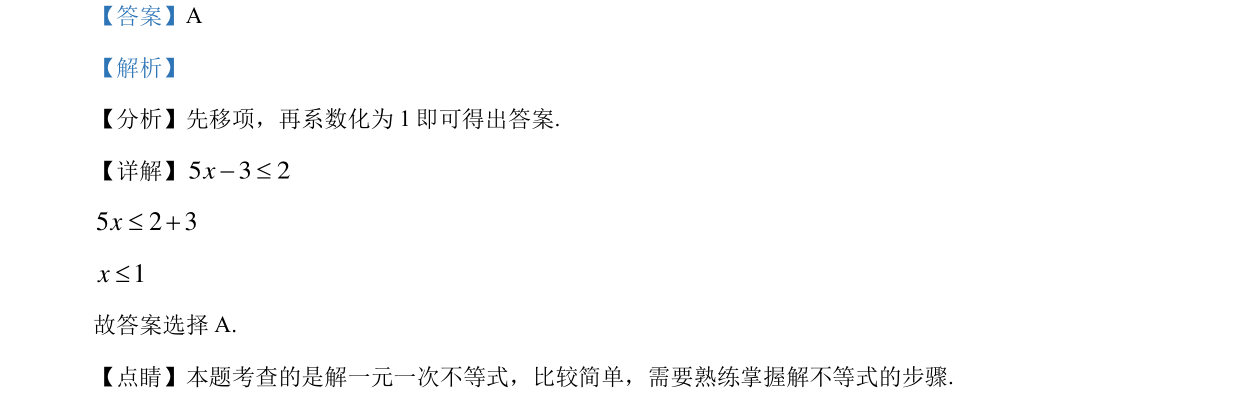 【答案】A
【解析】
【分析】先移项，再系数化为 1 即可得出答案.
【详解】5x－3≤2
5x≤2+3
x≤1
故答案选择 A.
【点睛】本题考查的是解一元一次不等式，比较简单，需要熟练掌握解不等式的步骤.